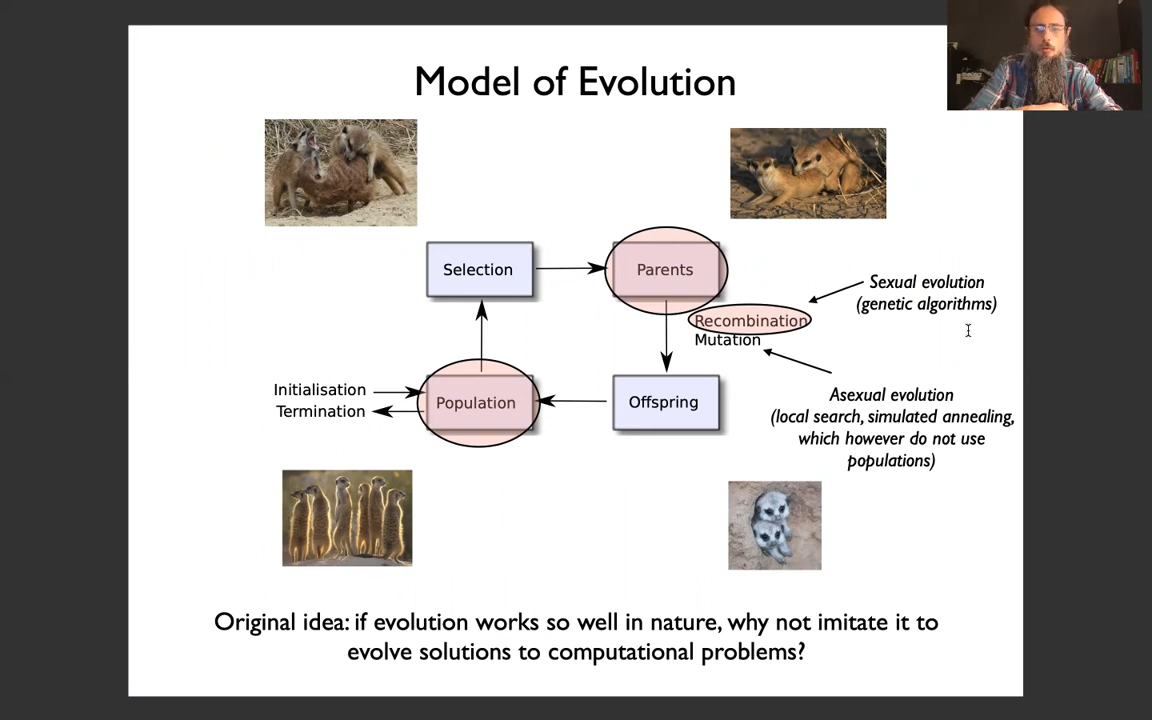 Model of Evolution
Selection
Parents
Recombination
Mutation
Sexual evolution
(genetic algorithms)
Initialisation
Termination
Population
Offspring
Asexual evolution
(local search, simulated annealing,
which however do not use
populations)
Original idea: if evolution works so well in nature, why not imitate it to
evolve solutions to computational problems?